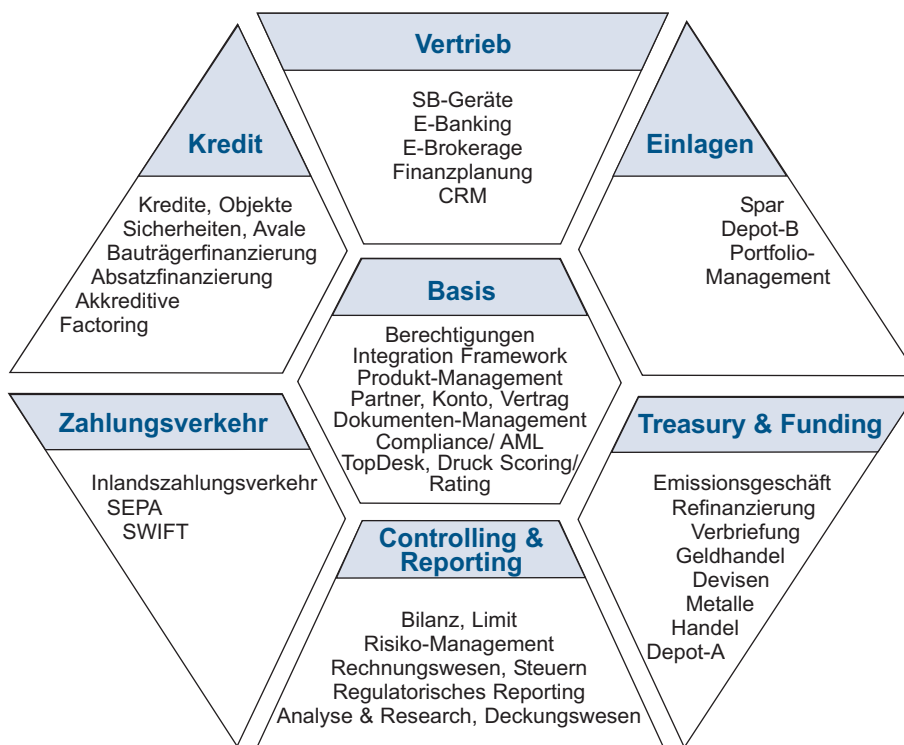 Vertrieb
SB-Geräte
E-Banking
E-Brokerage
Finanzplanung
CRM
Kredit
Kredite, Objekte
Sicherheiten, Avale
Bauträgerfinanzierung
Absatzfinanzierung
Akkreditive
Factoring
Einlagen
Spar
Depot-B
Portfolio-
Management
Basis
Berechtigungen
Integration Framework
Produkt-Management
Partner, Konto, Vertrag
Dokumenten-Management
Compliance/ AML
TopDesk, Druck Scoring/
Rating
Zahlungsverkehr
Inlandszahlungsverkehr
SEPA
SWIFT
Treasury & Funding
Emissionsgeschäft
Refinanzierung
Verbriefung
Geldhandel
Devisen
Metalle
Handel
Depot-A
Controlling &
Reporting
Bilanz, Limit
Risiko-Management
Rechnungswesen, Steuern
Regulatorisches Reporting
Analyse & Research, Deckungswesen